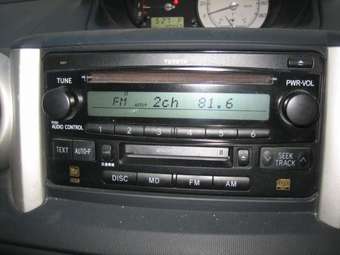 TOYOTA
TUNE
PWR•VOL
FM 2ch 81.6
AUDIO CONTROL
1 2 3 4 5 6
TEXT AUTO-F
SEEK
TRACK
DISC MD FM AM